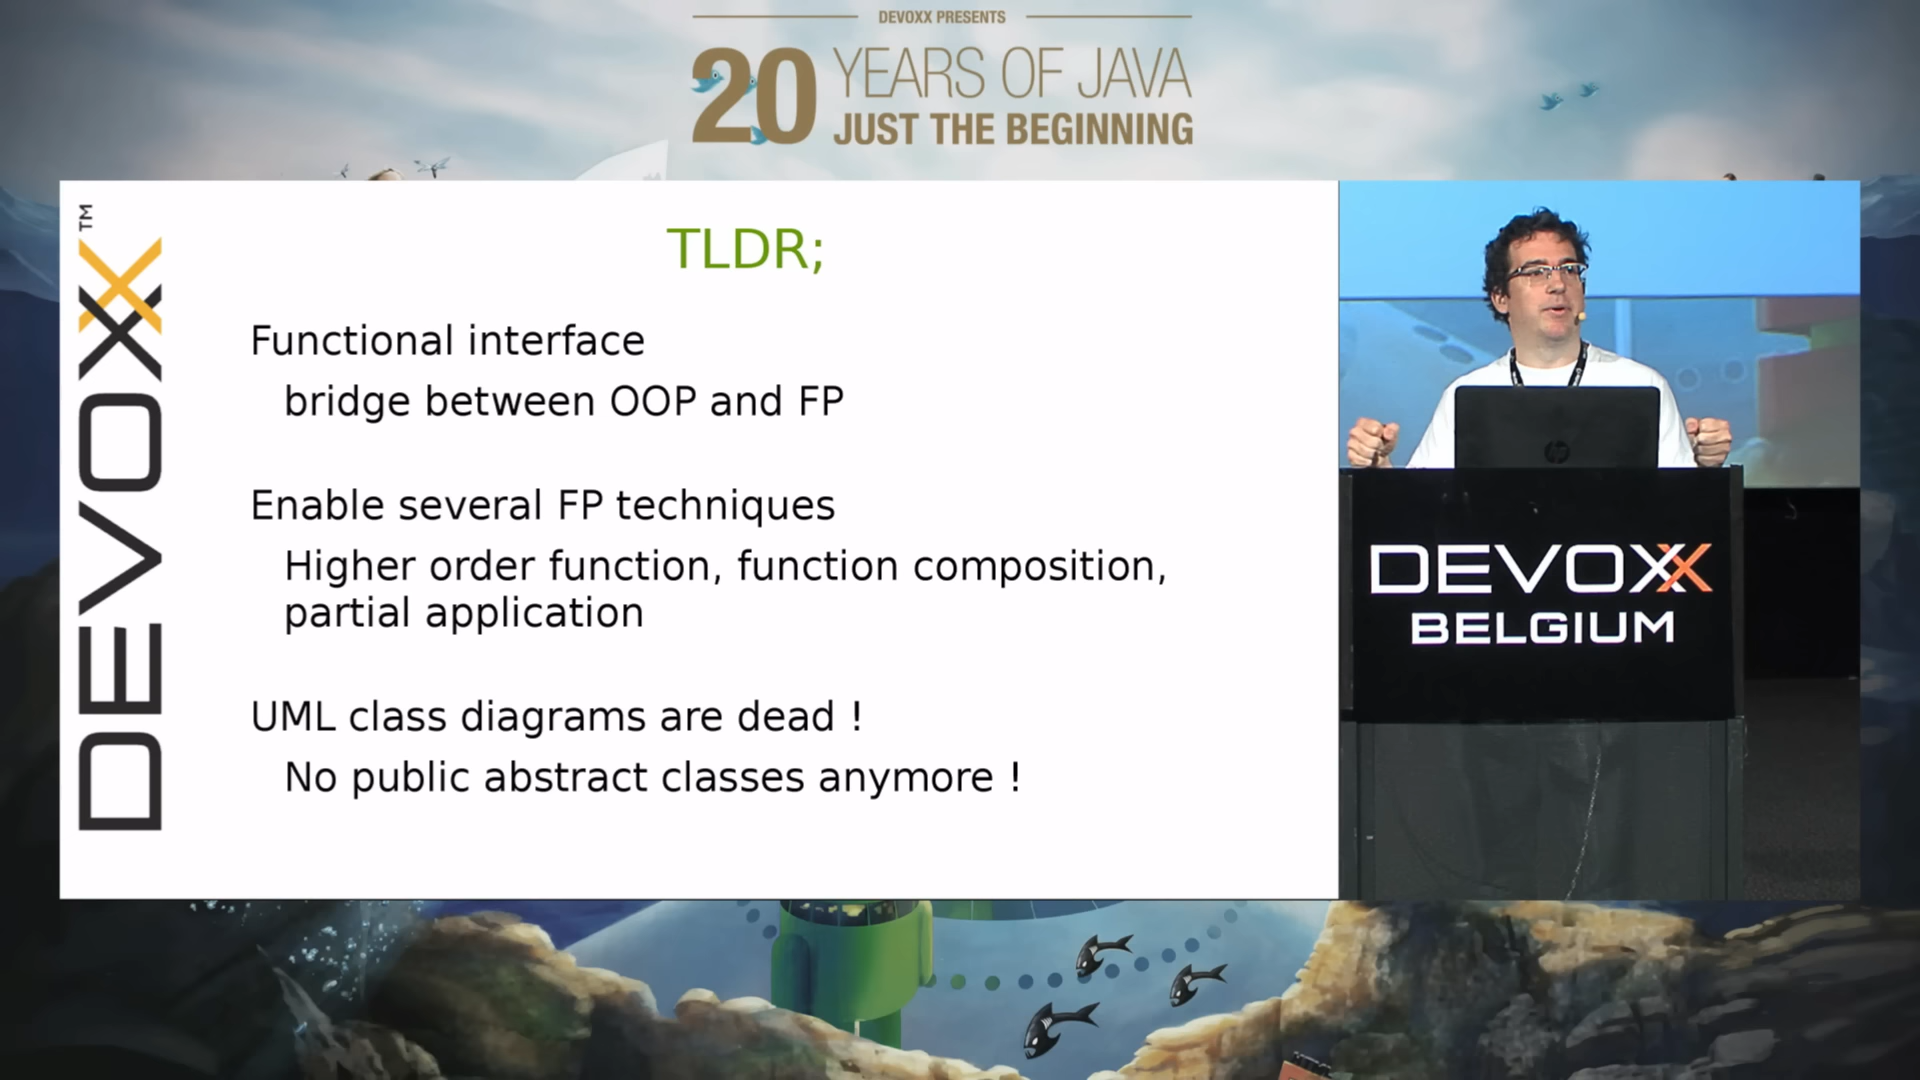 DEVOXX PRESENTS
20 YEARS OF JAVA
JUST THE BEGINNING
DEVOXX™
TLDR;
Functional interface
bridge between OOP and FP
Enable several FP techniques
Higher order function, function composition,
partial application
UML class diagrams are dead !
No public abstract classes anymore !
hp
DEVOXX
BELGIUM